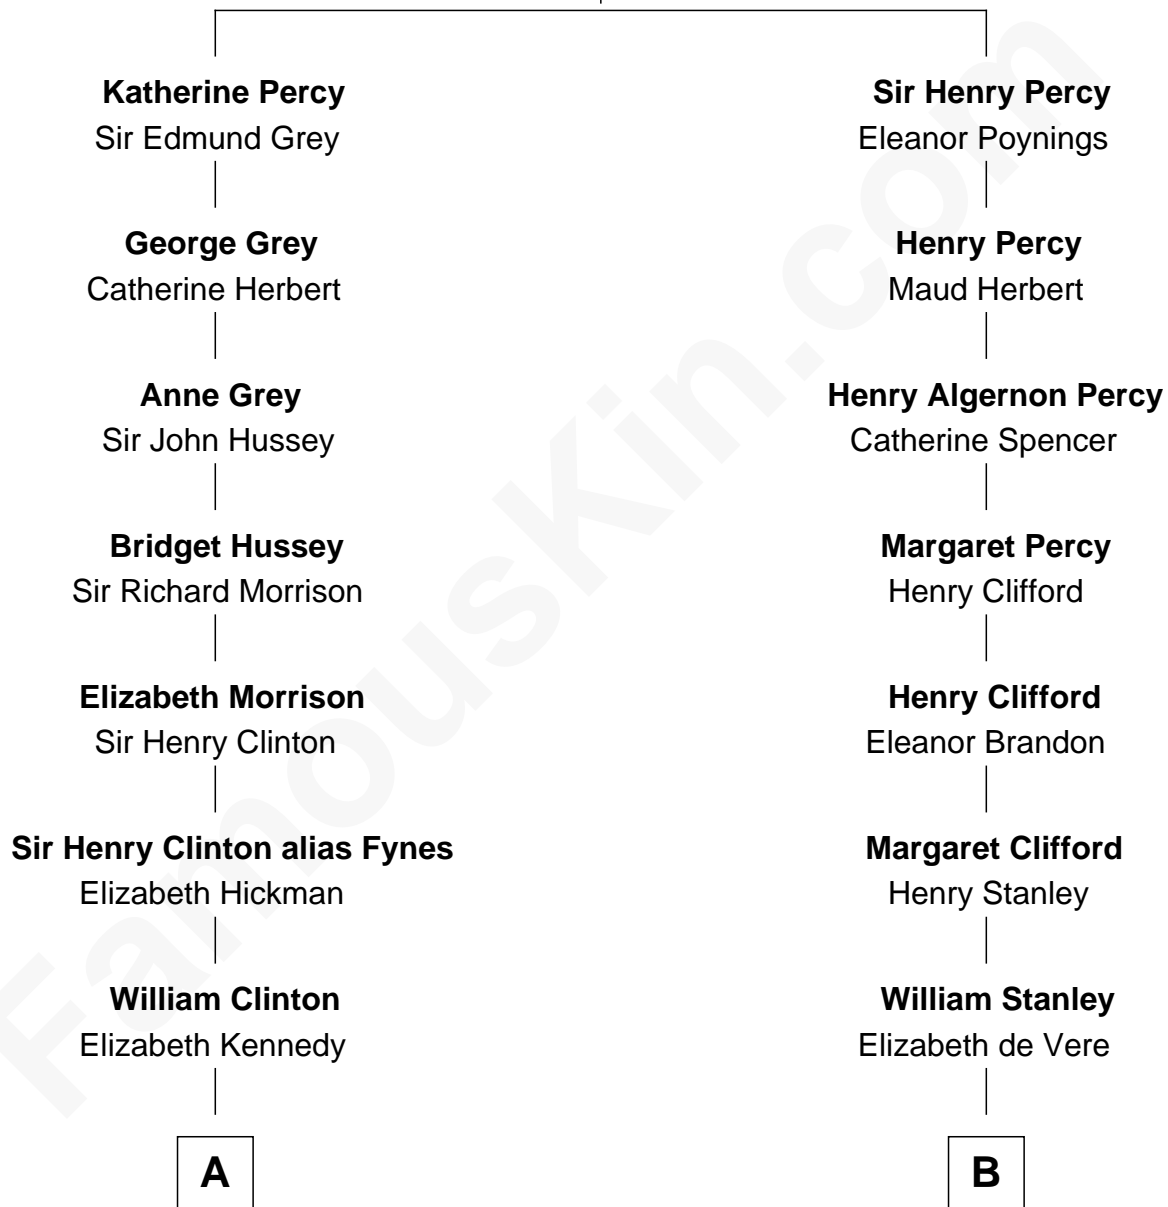 Katherine Percy
Sir Edmund Grey
George Grey
Catherine Herbert
Anne Grey
Sir John Hussey
Bridget Hussey
Sir Richard Morrison
Elizabeth Morrison
Sir Henry Clinton
Sir Henry Clinton alias Fynes
Elizabeth Hickman
William Clinton
Elizabeth Kennedy
A
Sir Henry Percy
Eleanor Poynings
Henry Percy
Maud Herbert
Henry Algernon Percy
Catherine Spencer
Margaret Percy
Henry Clifford
Henry Clifford
Eleanor Brandon
Margaret Clifford
Henry Stanley
William Stanley
Elizabeth de Vere
B
FamousKin.com